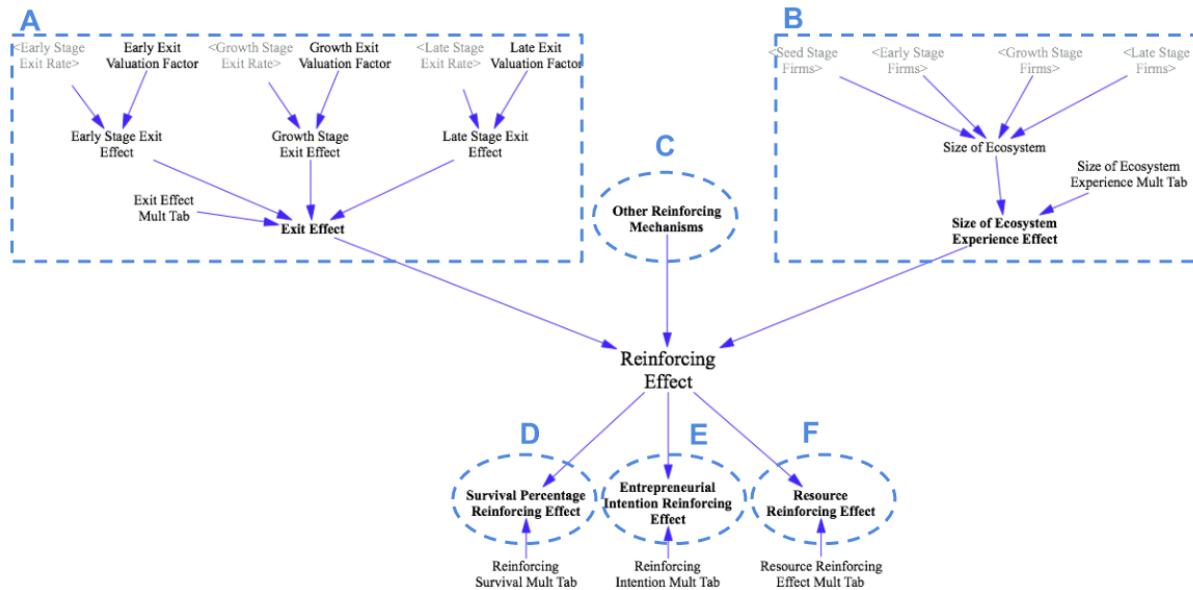 A
<Early Stage
Exit Rate>
Early Exit
Valuation Factor
<Growth Stage
Exit Rate>
Growth Exit
Valuation Factor
<Late Stage
Exit Rate>
Late Exit
Valuation Factor
Early Stage Exit
Effect
Growth Stage
Exit Effect
Late Stage Exit
Effect
Exit Effect
Mult Tab
Exit Effect
B
<Seed Stage
Firms>
<Early Stage
Firms>
<Growth Stage
Firms>
<Late Stage
Firms>
Size of Ecosystem
Size of Ecosystem
Experience Mult Tab
Size of Ecosystem
Experience Effect
C
Other Reinforcing
Mechanisms
Reinforcing
Effect
D
Survival Percentage
Reinforcing Effect
Reinforcing
Survival Mult Tab
E
Entrepreneurial
Intention Reinforcing
Effect
Reinforcing
Intention Mult Tab
F
Resource
Reinforcing Effect
Resource Reinforcing
Effect Mult Tab